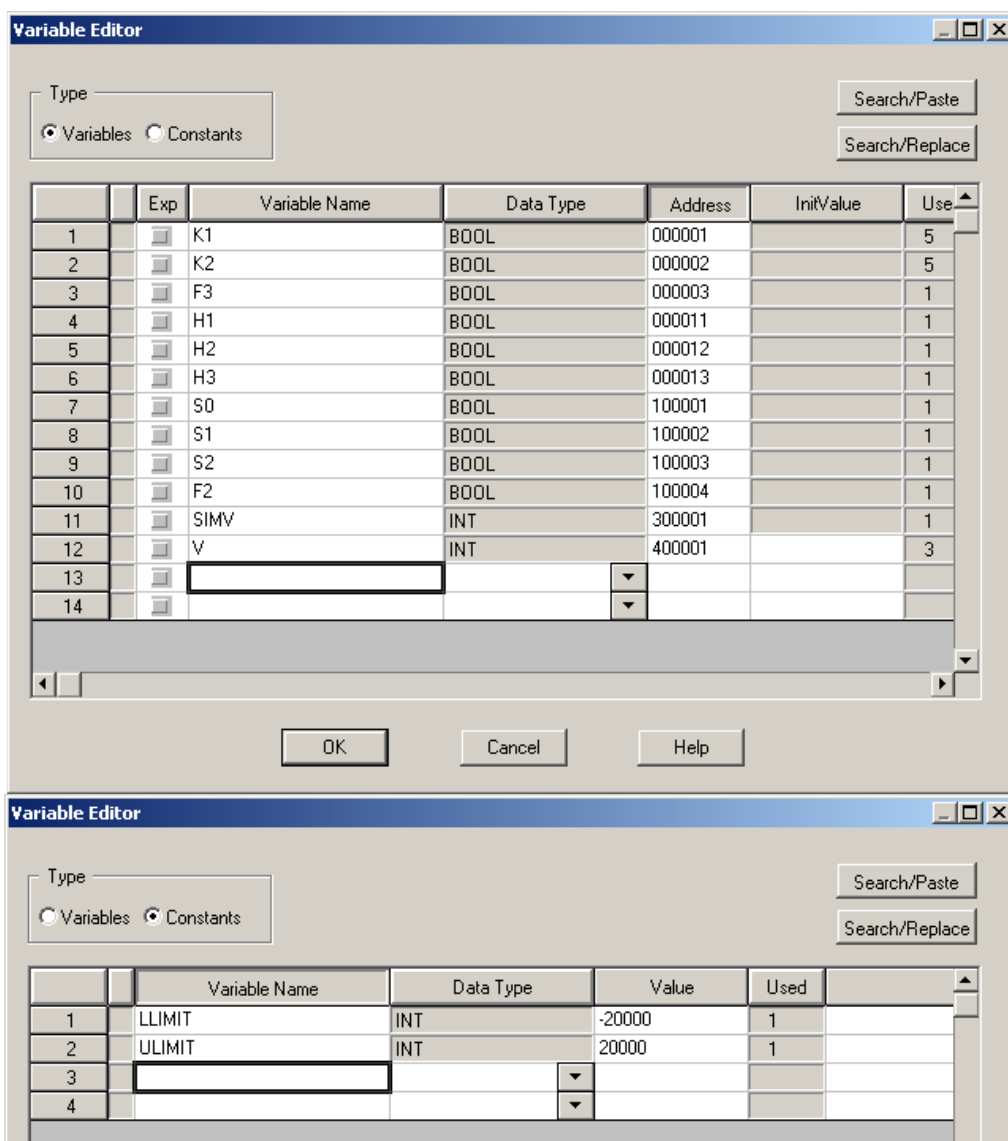 Variable Editor
Type
Search/Paste
Variables Constants
Search/Replace
Exp Variable Name Data Type Address InitValue Use
1 K1 BOOL 000001 5
2 K2 BOOL 000002 5
3 F3 BOOL 000003 1
4 H1 BOOL 000011 1
5 H2 BOOL 000012 1
6 H3 BOOL 000013 1
7 S0 BOOL 100001 1
8 S1 BOOL 100002 1
9 S2 BOOL 100003 1
10 F2 BOOL 100004 1
11 SIMV INT 300001 1
12 V INT 400001 3
13
14
OK Cancel Help
Variable Editor
Type
Search/Paste
Variables Constants
Search/Replace
Variable Name Data Type Value Used
1 LLIMIT INT -20000 1
2 ULIMIT INT 20000 1
3
4